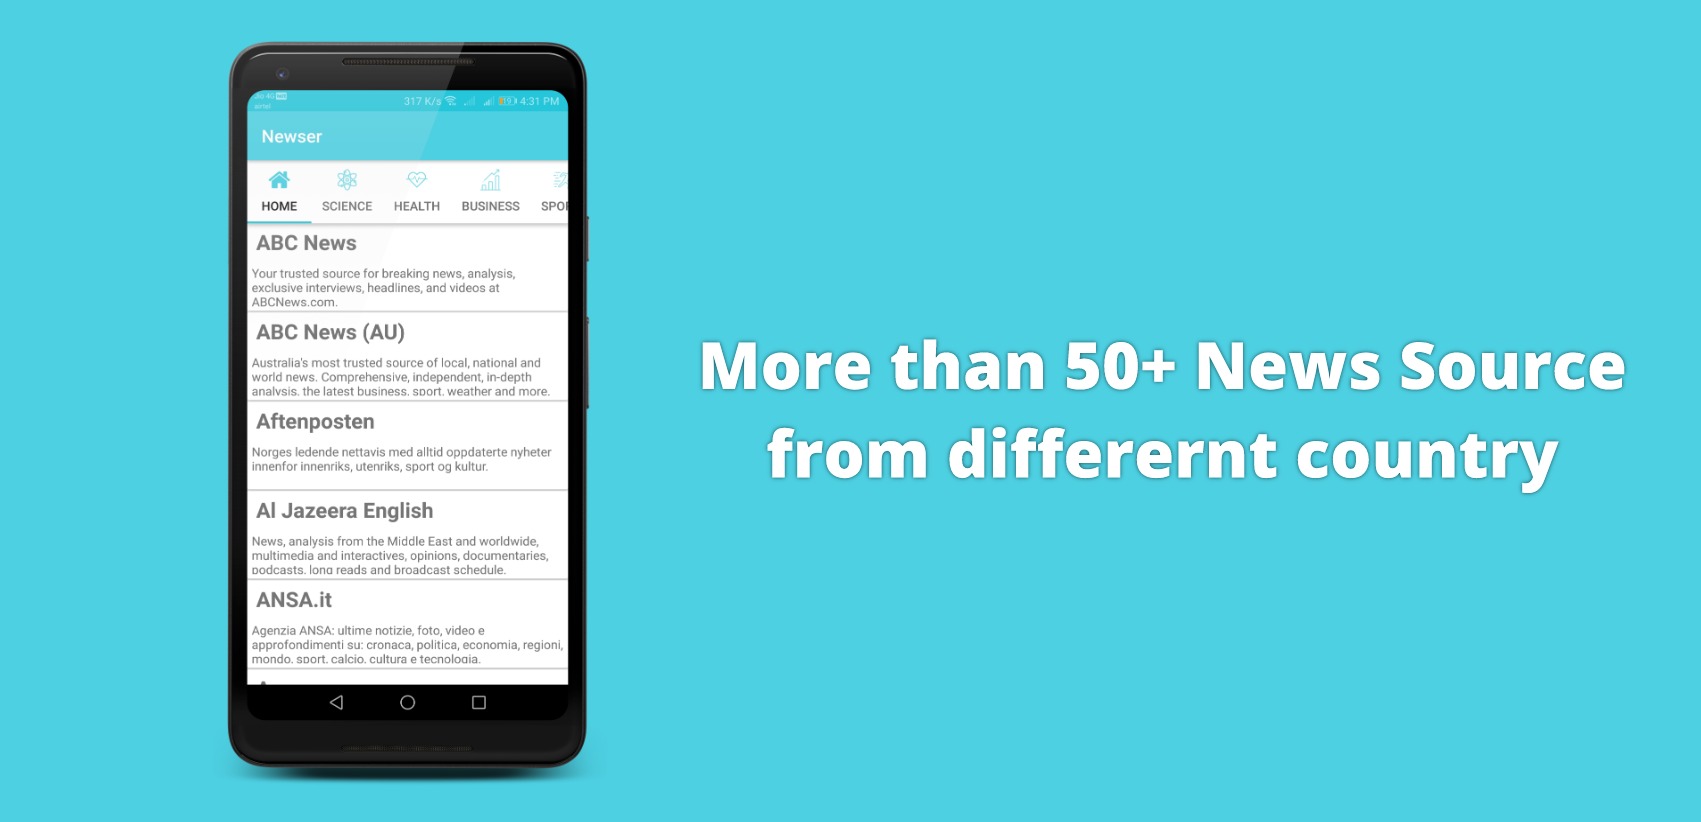 Jio 4G
airtel
317 K/s
19
4:31 PM
Newser
HOME SCIENCE HEALTH BUSINESS SPOR
ABC News
Your trusted source for breaking news, analysis,
exclusive interviews, headlines, and videos at
ABCNews.com.
ABC News (AU)
Australia's most trusted source of local, national and
world news. Comprehensive, independent, in-depth
analysis, the latest business, sport, weather and more.
Aftenposten
Norges ledende nettavis med alltid oppdaterte nyheter
innenfor innenriks, utenriks, sport og kultur.
Al Jazeera English
News, analysis from the Middle East and worldwide,
multimedia and interactives, opinions, documentaries,
podcasts, long reads and broadcast schedule.
ANSA.it
Agenzia ANSA: ultime notizie, foto, video e
approfondimenti su: cronaca, politica, economia, regioni,
mondo, sport, calcio, cultura e tecnologia.
More than 50+ News Source
from differernt country